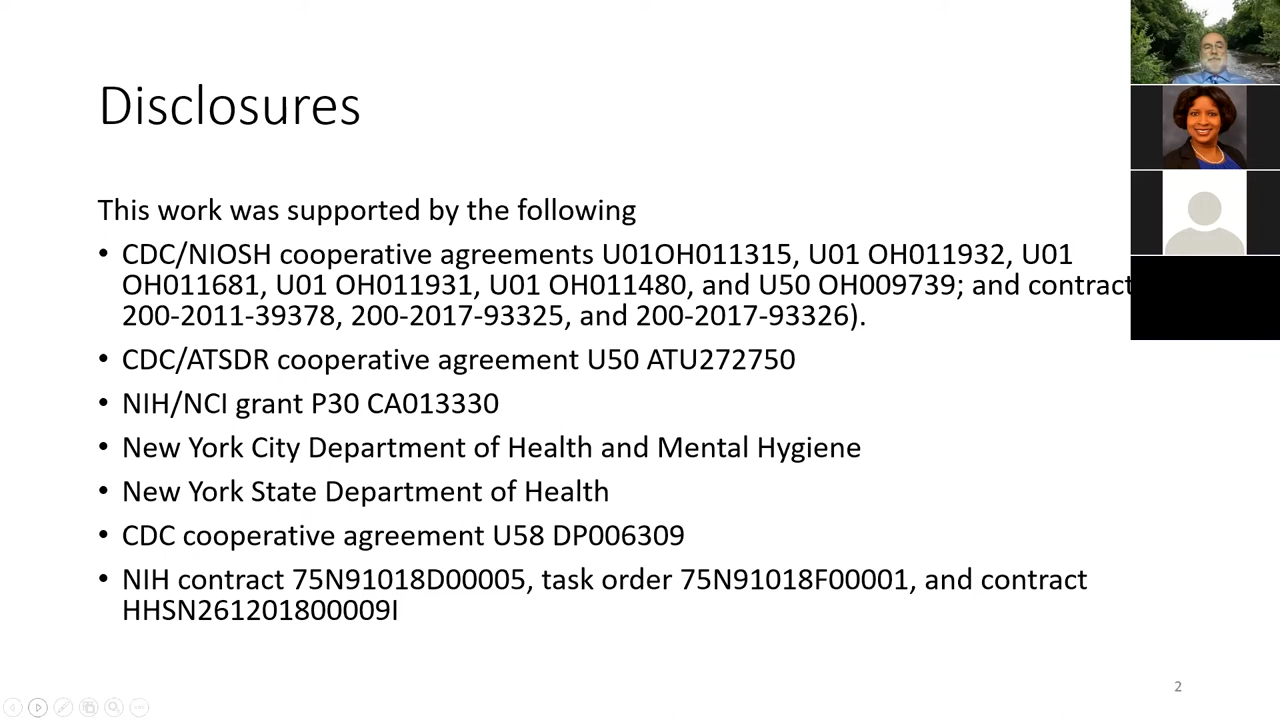 Disclosures
This work was supported by the following
• CDC/NIOSH cooperative agreements U01OH011315, U01 OH011932, U01
OH011681, U01 OH011931, U01 OH011480, and U50 OH009739; and contract
200-2011-39378, 200-2017-93325, and 200-2017-93326).
• CDC/ATSDR cooperative agreement U50 ATU272750
• NIH/NCI grant P30 CA013330
• New York City Department of Health and Mental Hygiene
• New York State Department of Health
• CDC cooperative agreement U58 DP006309
• NIH contract 75N91018D00005, task order 75N91018F00001, and contract
HHSN261201800009I
2